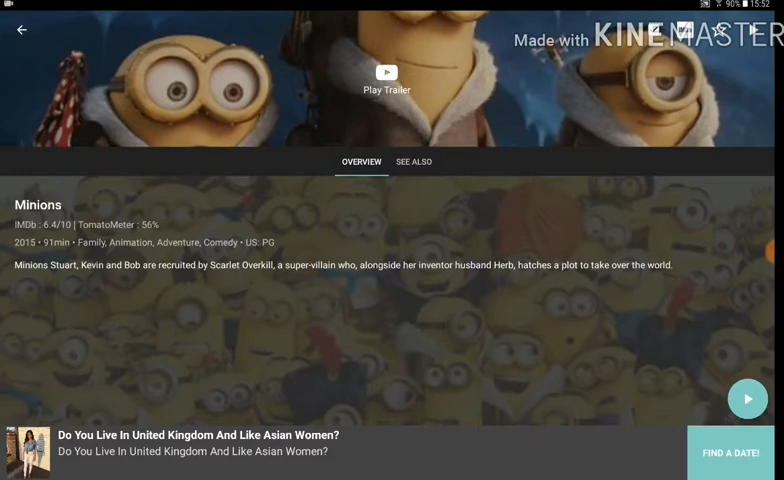 90% 15:52
Made with KINEMASTER
Play Trailer
OVERVIEW SEE ALSO
Minions
IMDb : 6.4/10 | TomatoMeter : 56%
2015 • 91min • Family, Animation, Adventure, Comedy • US: PG
Minions Stuart, Kevin and Bob are recruited by Scarlet Overkill, a super-villain who, alongside her inventor husband Herb, hatches a plot to take over the world.
Do You Live In United Kingdom And Like Asian Women?
Do You Live In United Kingdom And Like Asian Women?
FIND A DATE!